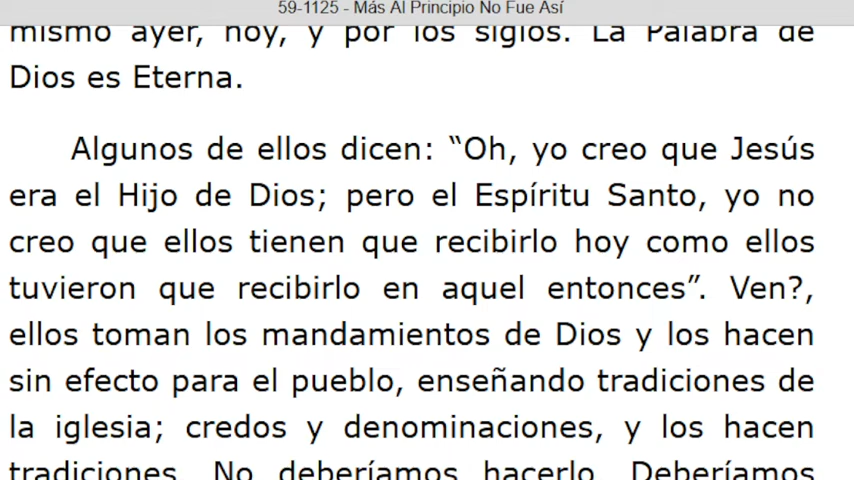 59-1125 - Más Al Principio No Fue Así
mismo ayer, hoy, y por los siglos. La Palabra de
Dios es Eterna.
Algunos de ellos dicen: “Oh, yo creo que Jesús
era el Hijo de Dios; pero el Espíritu Santo, yo no
creo que ellos tienen que recibirlo hoy como ellos
tuvieron que recibirlo en aquel entonces”. Ven?,
ellos toman los mandamientos de Dios y los hacen
sin efecto para el pueblo, enseñando tradiciones de
la iglesia; credos y denominaciones, y los hacen
tradiciones. No deberíamos hacerlo. Deberíamos